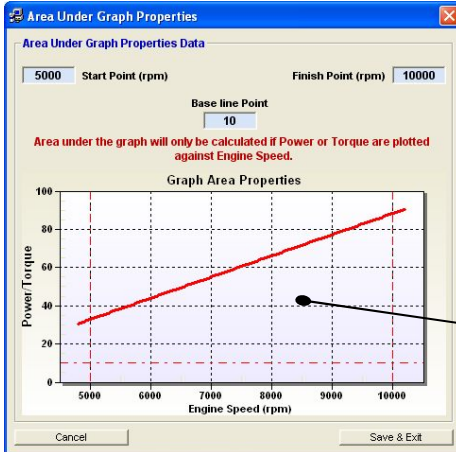 Area Under Graph Properties
Area Under Graph Properties Data
5000 Start Point (rpm) Finish Point (rpm) 10000
Base line Point
10
Area under the graph will only be calculated if Power or Torque are plotted
against Engine Speed.
Graph Area Properties
Power/Torque
100
80
60
40
20
0
5000 6000 7000 8000 9000 10000
Engine Speed (rpm)
Cancel Save & Exit